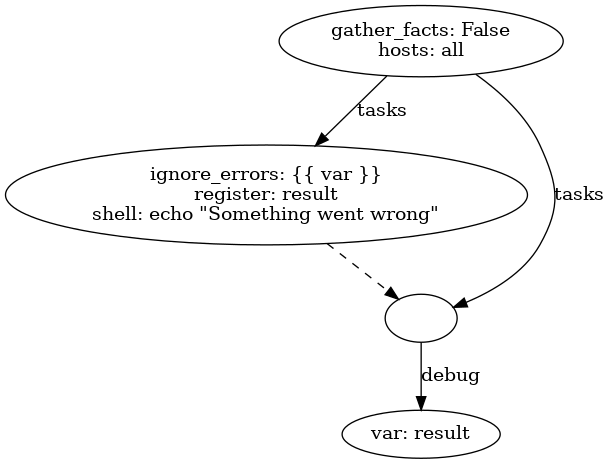 gather_facts: False
hosts: all
tasks
ignore_errors: {{ var }}
register: result
shell: echo "Something went wrong"
tasks
debug
var: result